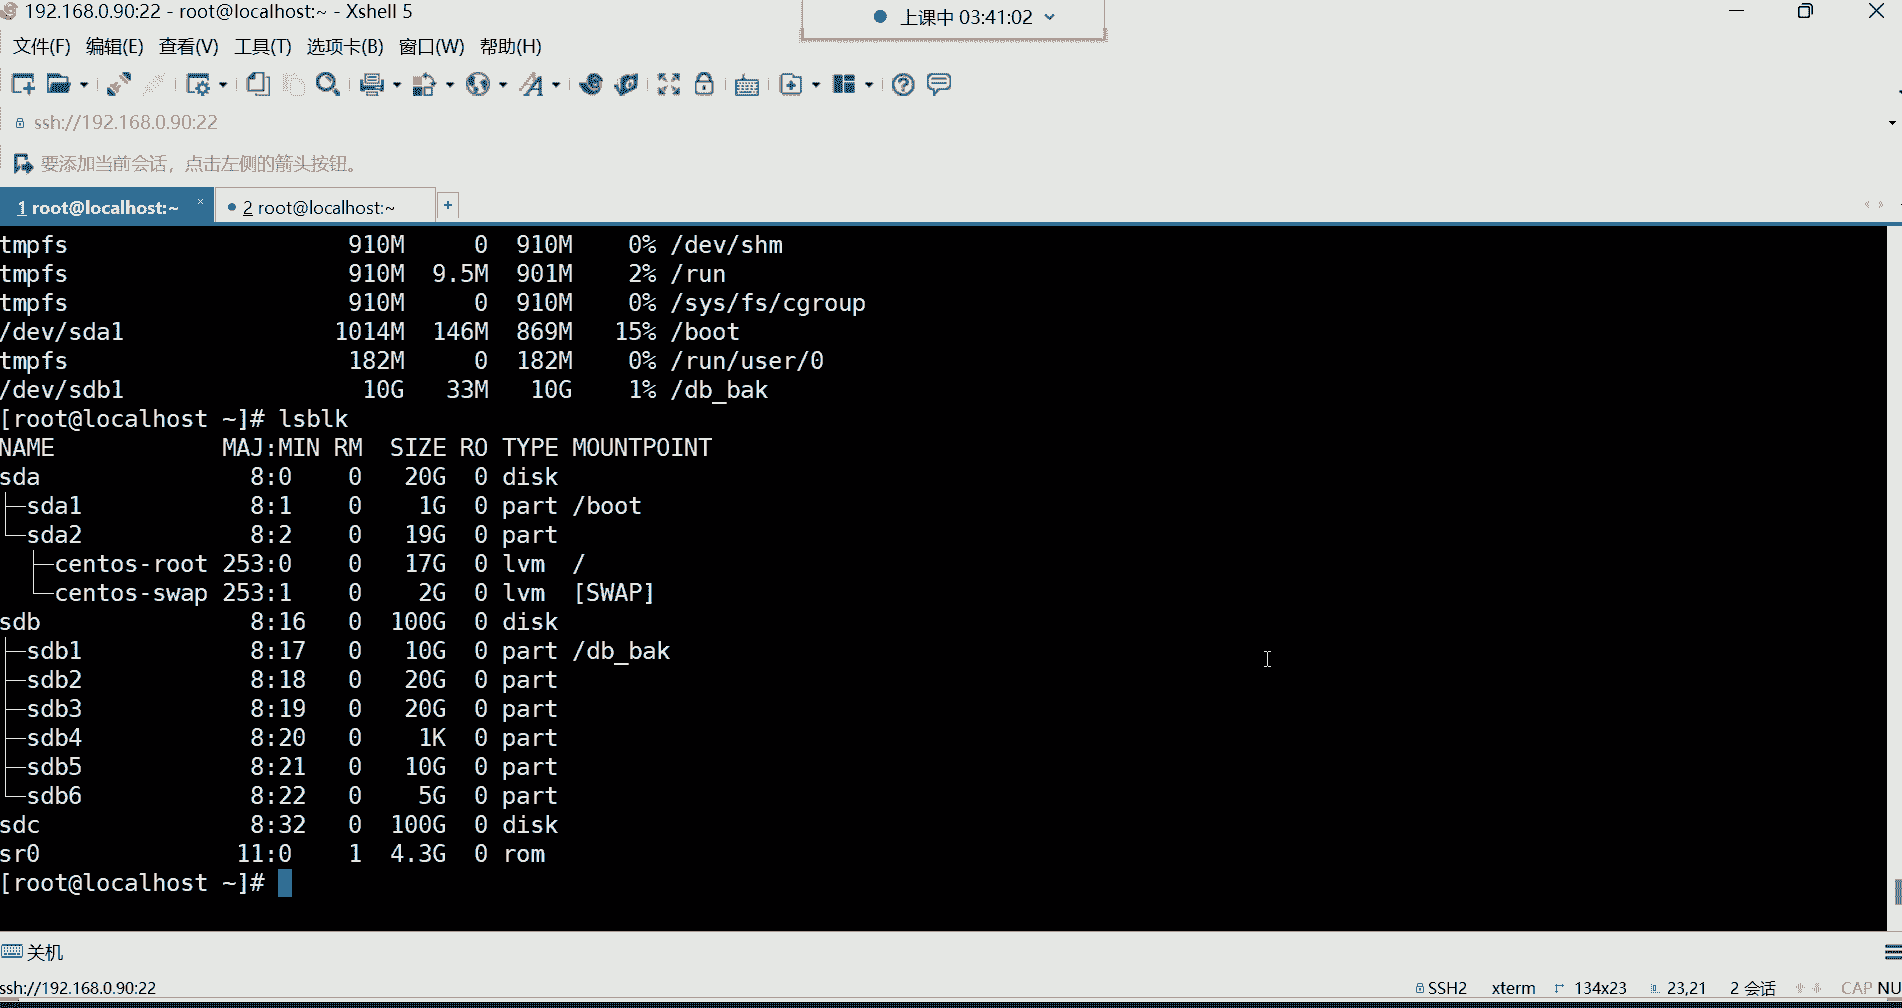 192.168.0.90:22 - root@localhost:~ - Xshell 5
上课中 03:41:02
文件(F) 编辑(E) 查看(V) 工具(T) 选项卡(B) 窗口(W) 帮助(H)
ssh://192.168.0.90:22
要添加当前会话，点击左侧的箭头按钮。
1 root@localhost:~ × 2 root@localhost:~ +
tmpfs                    910M     0  910M    0% /dev/shm
tmpfs                    910M  9.5M  901M    2% /run
tmpfs                    910M     0  910M    0% /sys/fs/cgroup
/dev/sda1               1014M  146M  869M   15% /boot
tmpfs                    182M     0  182M    0% /run/user/0
/dev/sdb1                 10G   33M   10G    1% /db_bak
[root@localhost ~]# lsblk
NAME            MAJ:MIN RM  SIZE RO TYPE MOUNTPOINT
sda               8:0    0   20G  0 disk
├─sda1            8:1    0    1G  0 part /boot
└─sda2            8:2    0   19G  0 part
  ├─centos-root 253:0    0   17G  0 lvm  /
  └─centos-swap 253:1    0    2G  0 lvm  [SWAP]
sdb               8:16   0  100G  0 disk
├─sdb1            8:17   0   10G  0 part /db_bak
├─sdb2            8:18   0   20G  0 part
├─sdb3            8:19   0   20G  0 part
├─sdb4            8:20   0    1K  0 part
├─sdb5            8:21   0   10G  0 part
└─sdb6            8:22   0    5G  0 part
sdc               8:32   0  100G  0 disk
sr0              11:0    1  4.3G  0 rom
[root@localhost ~]#
关机
ssh://192.168.0.90:22 SSH2 xterm 134x23 23,21 2 会话 CAP NU